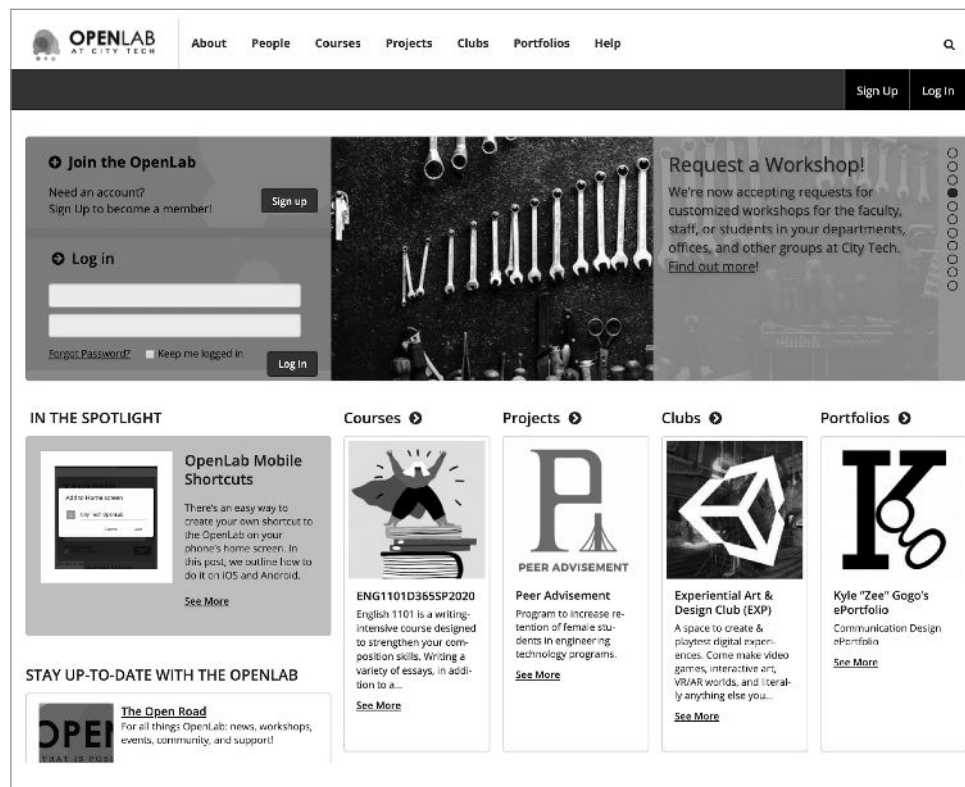 OPENLAB
AT CITY TECH
About People Courses Projects Clubs Portfolios Help
Sign Up Log In
Join the OpenLab
Need an account?
Sign Up to become a member!
Sign up
Log in
Forgot Password? Keep me logged in
Log In
Request a Workshop!
We're now accepting requests for
customized workshops for the faculty,
staff, or students in your departments,
offices, and other groups at City Tech.
Find out more!
IN THE SPOTLIGHT
Add to Home screen
City Tech OpenLab
OpenLab Mobile
Shortcuts
There's an easy way to
create your own shortcut to
the OpenLab on your
phone's home screen. In
this post, we outline how to
do it on iOS and Android.
See More
STAY UP-TO-DATE WITH THE OPENLAB
OPE
THAT IS
The Open Road
For all things OpenLab: news, workshops,
events, community, and support!
Courses
ENG1101D365SP2020
English 1101 is a writing-
intensive course designed
to strengthen your com-
position skills. Writing a
variety of essays, in addi-
tion to a...
See More
Projects
P
PEER ADVISEMENT
Peer Advisement
Program to increase re-
tention of female stu-
dents in engineering
technology programs.
See More
Clubs
Experiential Art &
Design Club (EXP)
A space to create &
playtest digital experi-
ences. Come make video
games, interactive art,
VR/AR worlds, and literal-
ly anything else you...
See More
Portfolios
Kyle "Zee" Gogo's
ePortfolio
Communication Design
ePortfolio
See More